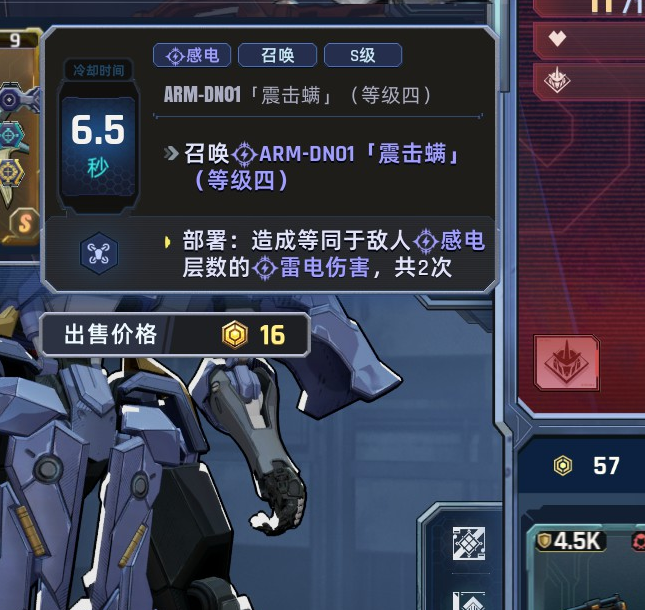 9
冷却时间
6.5
秒
感电
召唤
S级
ARM-DN01「震击螨」（等级四）
召唤ARM-DN01「震击螨」
（等级四）
部署：造成等同于敌人感电
层数的雷电伤害，共2次
S
出售价格
16
57
4.5K